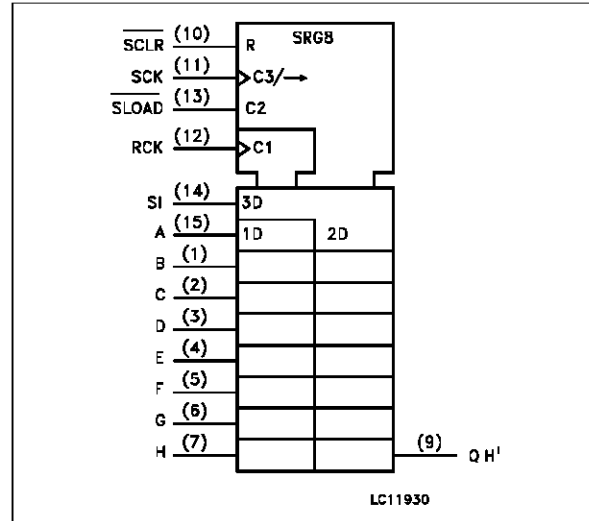 SCLR (10) R SRG8
SCK (11) C3/→
SLOAD (13) C2
RCK (12) C1
SI (14) 3D
A (15) 1D 2D
B (1)
C (2)
D (3)
E (4)
F (5)
G (6)
H (7) (9) Q H'
LC11930